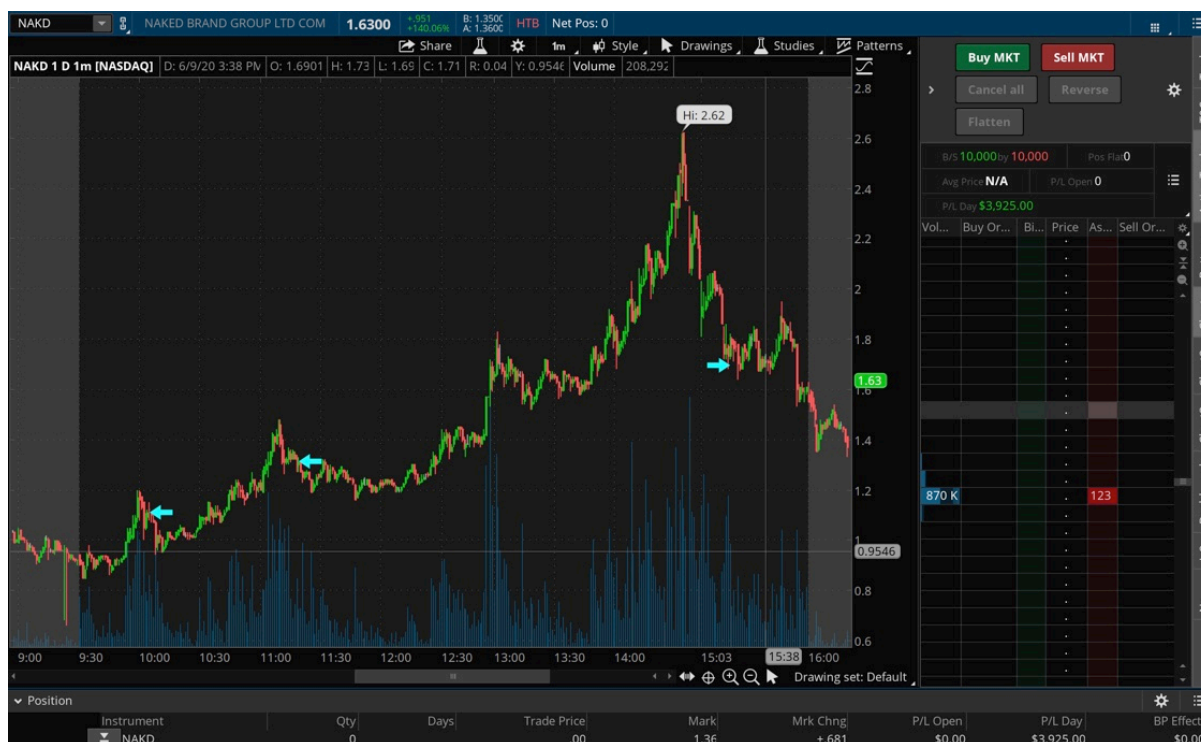 NAKD NAKED BRAND GROUP LTD COM 1.6300 +.951 +140.06% B: 1.3500 A: 1.3600 HTB Net Pos: 0
Share 1m Style Drawings Studies Patterns
NAKD 1 D 1m [NASDAQ] D: 6/9/20 3:38 PM O: 1.6901 H: 1.73 L: 1.69 C: 1.71 R: 0.04 Y: 0.9546 Volume 208,292
Buy MKT Sell MKT
Cancel all Reverse
Flatten
B/S 10,000 by 10,000 Pos Flat 0
Avg Price N/A P/L Open 0
P/L Day $3,925.00
Vol... Buy Or... Bi... Price As... Sell Or...
Hi: 2.62
2.8
2.6
2.4
2.2
2
1.8
1.63
1.6
1.4
1.2
1
0.9546
0.8
0.6
870 K 123
9:00 9:30 10:00 10:30 11:00 11:30 12:00 12:30 13:00 13:30 14:00 15:03 15:38 16:00
Drawing set: Default
Position
Instrument Qty Days Trade Price Mark Mrk Chng P/L Open P/L Day BP Effect
NAKD 0 .00 1.36 +.681 $0.00 $3,925.00 $0.00